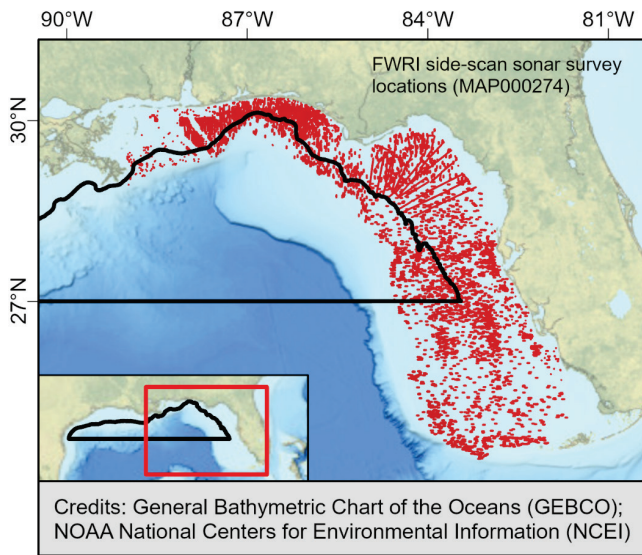 90°W 87°W 84°W 81°W
FWRI side-scan sonar survey
locations (MAP000274)
30°N
27°N
Credits: General Bathymetric Chart of the Oceans (GEBCO);
NOAA National Centers for Environmental Information (NCEI)